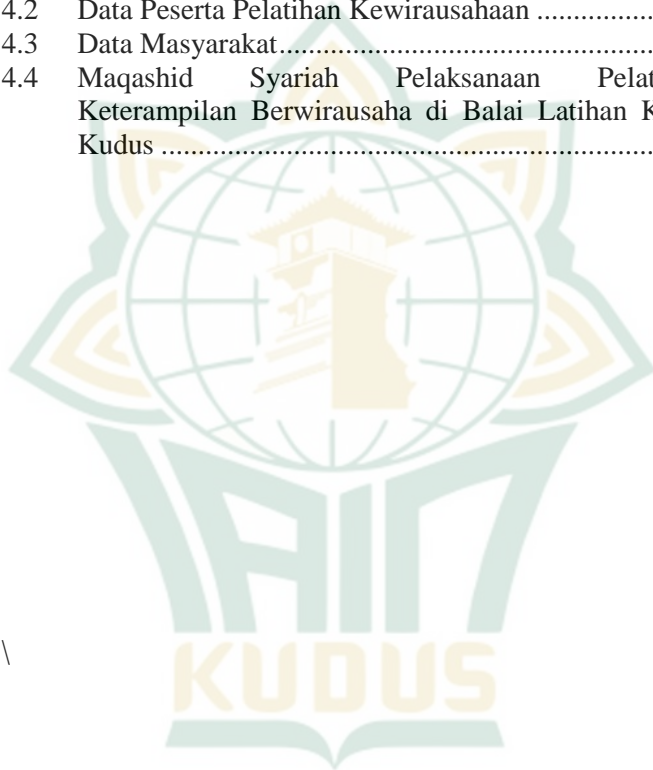 4.2 Data Peserta Pelatihan Kewirausahaan ................
4.3 Data Masyarakat....................................................
4.4 Maqashid Syariah Pelaksanaan Pelat
Keterampilan Berwirausaha di Balai Latihan K
Kudus ....................................................................
\
IAIN
KUDUS